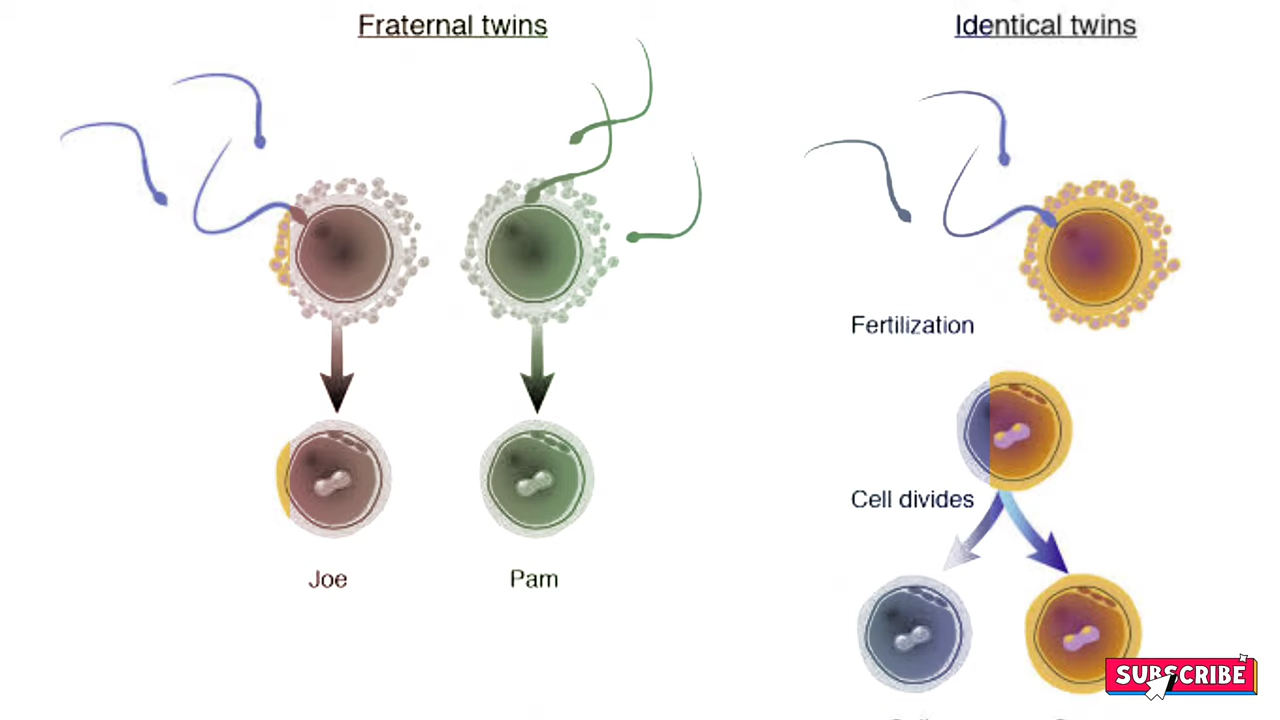 Fraternal twins
Identical twins
Fertilization
Cell divides
Joe
Pam
SUBSCRIBE